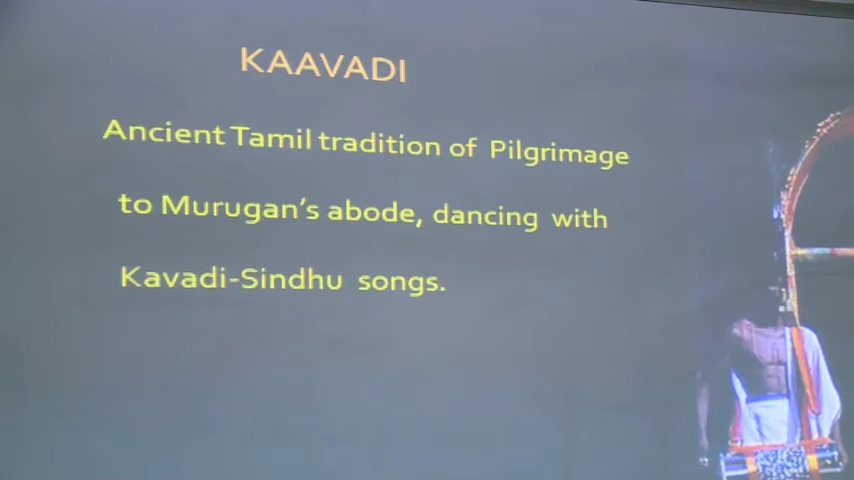 KAAVADI
Ancient Tamil tradition of Pilgrimage
to Murugan's abode, dancing with
Kavadi-Sindhu songs.